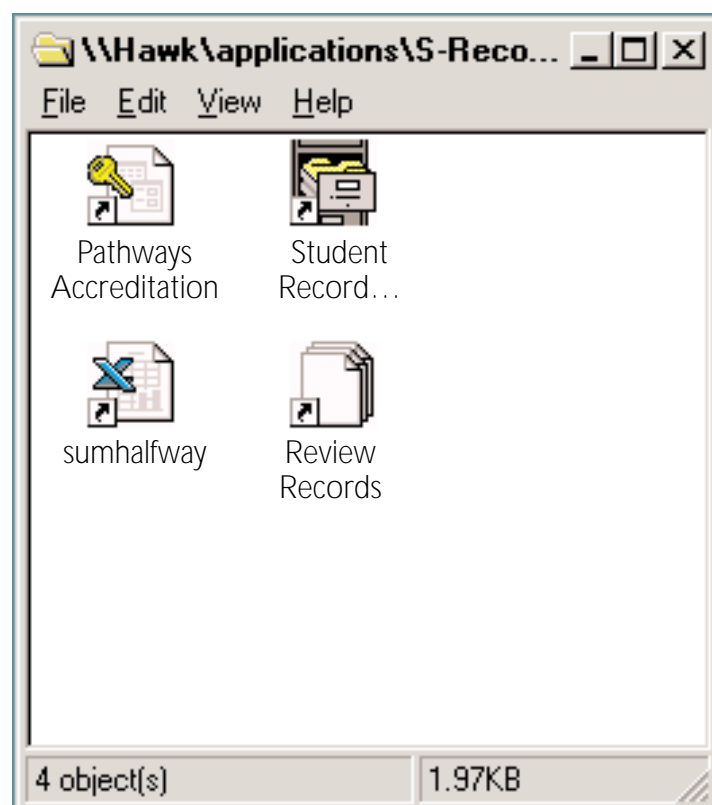 \\Hawk\applications\S-Reco...
File Edit View Help
Pathways
Accreditation
Student
Record...
sumhalfway
Review
Records
4 object(s) 1.97KB